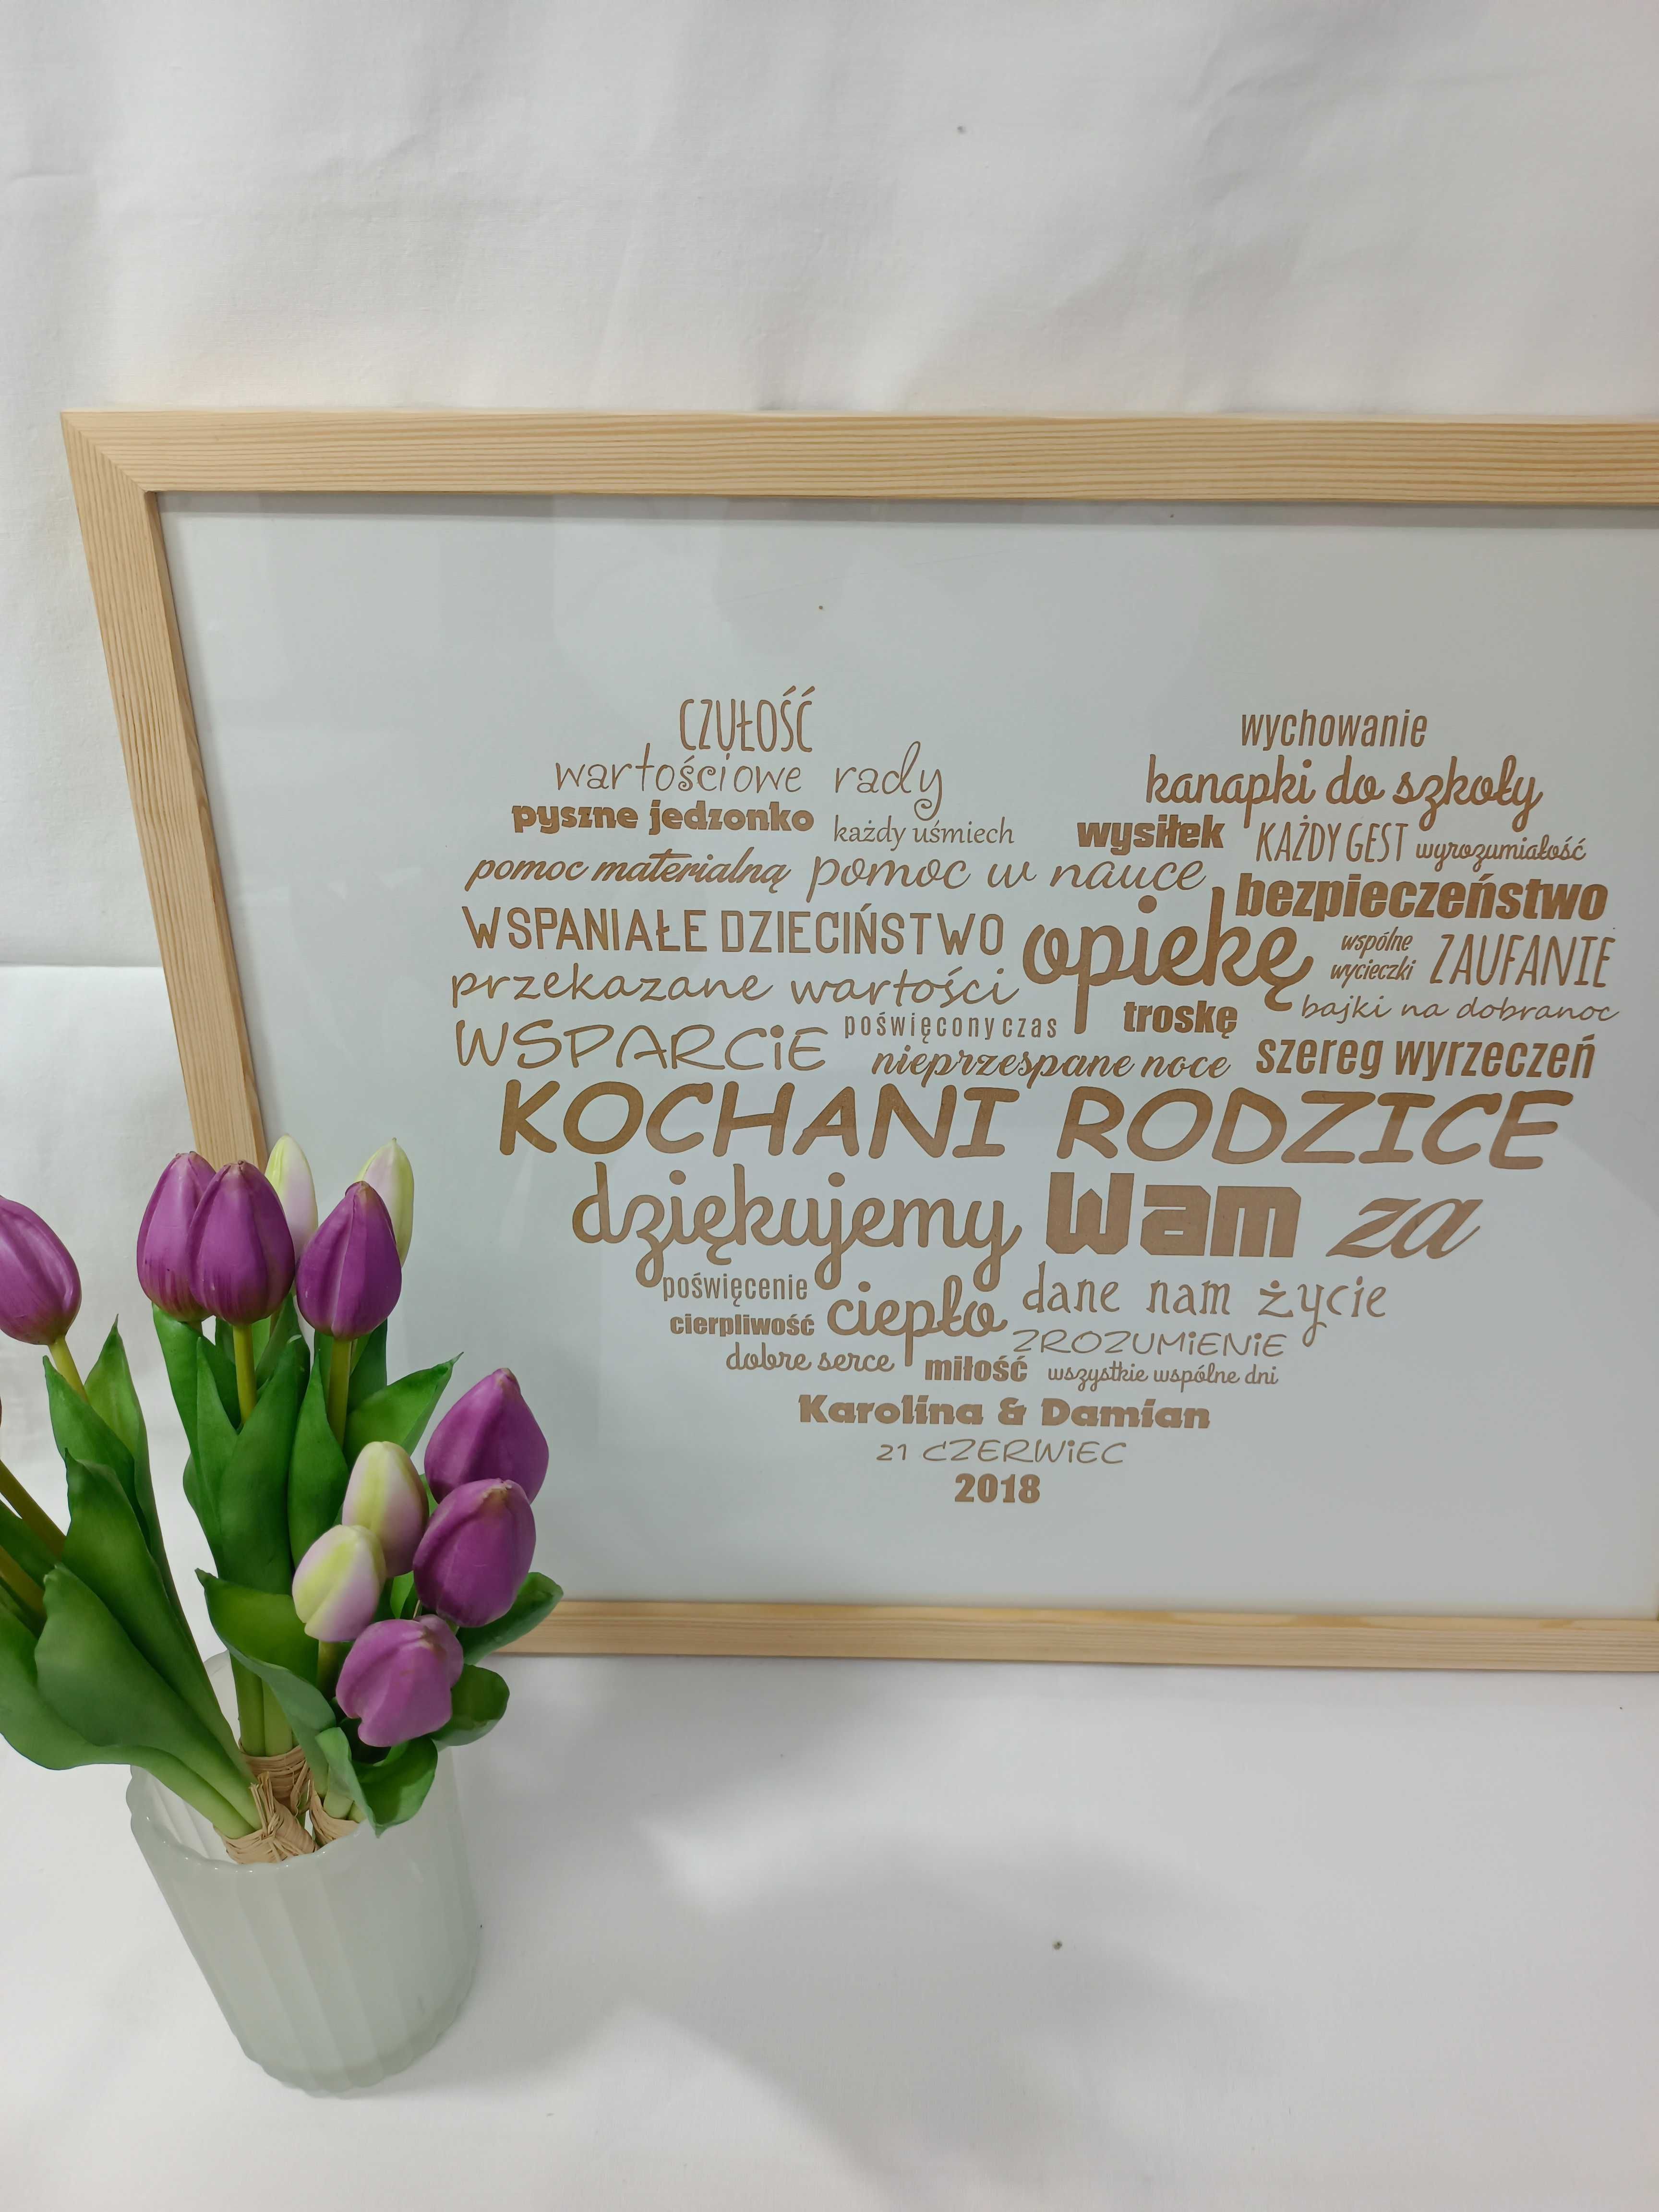 CZUŁOŚĆ
wychowanie
wartościowe rady
kanapki do szkoły
pyszne jedzonko
każdy uśmiech
wysiłek
KAŻDY GEST
wyrozumiałość
pomoc materialną
pomoc w nauce
bezpieczeństwo
WSPANIAŁE DZIECIŃSTWO
opiekę
wspólne
wycieczki
ZAUFANIE
przekazane wartości
troskę
bajki na dobranoc
WSPARCiE
poświęcony czas
nieprzespane noce
szereg wyrzeczeń
KOCHANI RODZICE
dziękujemy Wam za
poświęcenie
ciepło
dane nam życie
cierpliwość
ZROZUMiENiE
dobre serce
miłość
wszystkie wspólne dni
Karolina & Damian
21 CZERWiEC
2018